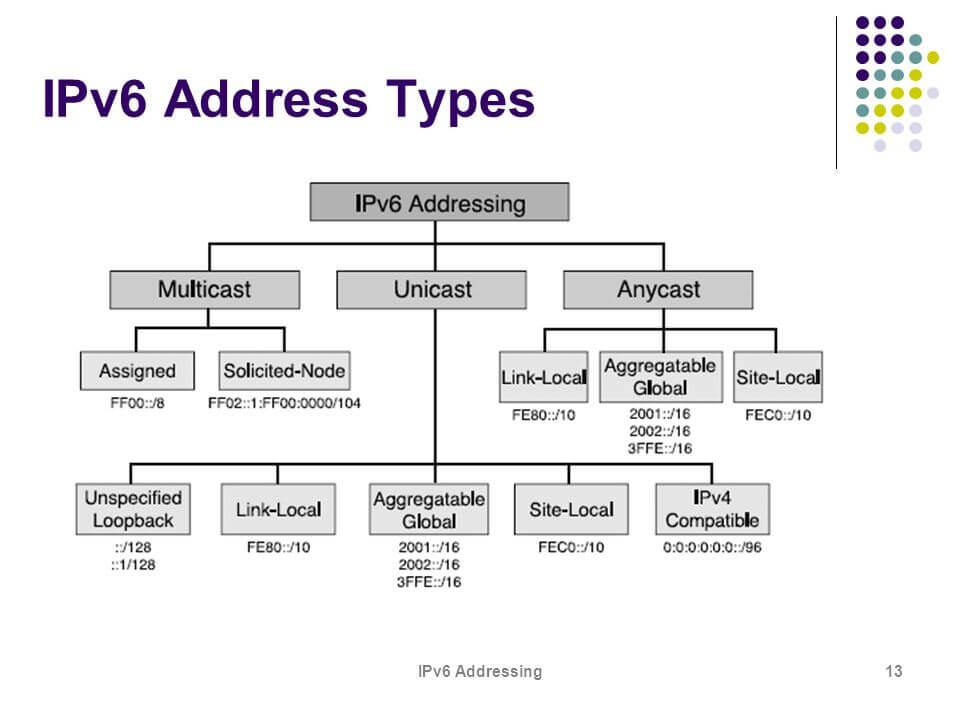 IPv6 Address Types
IPv6 Addressing
Multicast
Unicast
Anycast
Assigned
FF00::/8
Solicited-Node
FF02::1:FF00:0000/104
Link-Local
FE80::/10
Aggregatable
Global
2001::/16
2002::/16
3FFE::/16
Site-Local
FEC0::/10
Unspecified
Loopback
::/128
::1/128
Link-Local
FE80::/10
Aggregatable
Global
2001::/16
2002::/16
3FFE::/16
Site-Local
FEC0::/10
IPv4
Compatible
0:0:0:0:0:0::/96
IPv6 Addressing
13